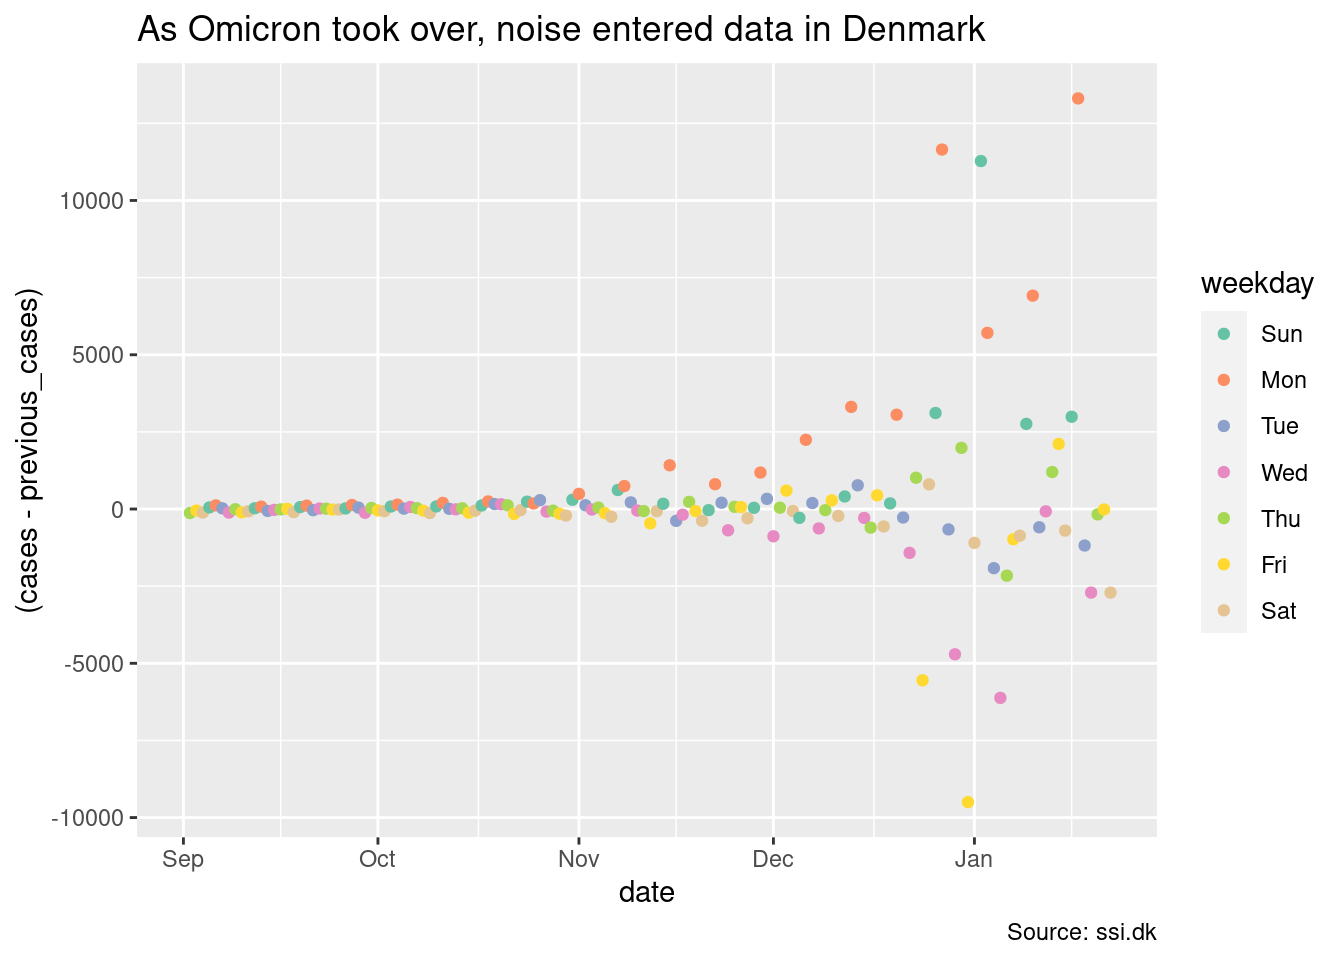 As Omicron took over, noise entered data in Denmark
(cases - previous_cases)
10000
5000
0
-5000
-10000
Sep
Oct
Nov
Dec
Jan
date
weekday
Sun
Mon
Tue
Wed
Thu
Fri
Sat
Source: ssi.dk